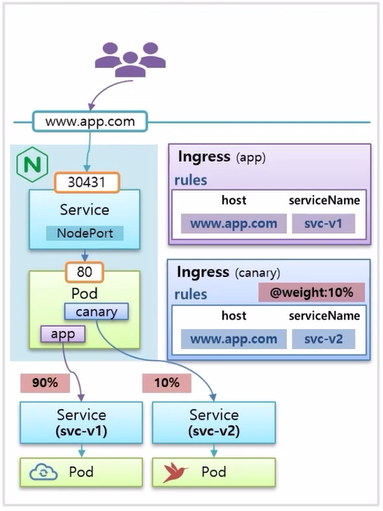 www.app.com
N
30431
Service
NodePort
80
Pod
canary
app
Ingress (app)
rules
host serviceName
www.app.com svc-v1
Ingress (canary)
rules @weight:10%
host serviceName
www.app.com svc-v2
90% 10%
Service
(svc-v1)
Service
(svc-v2)
Pod
Pod